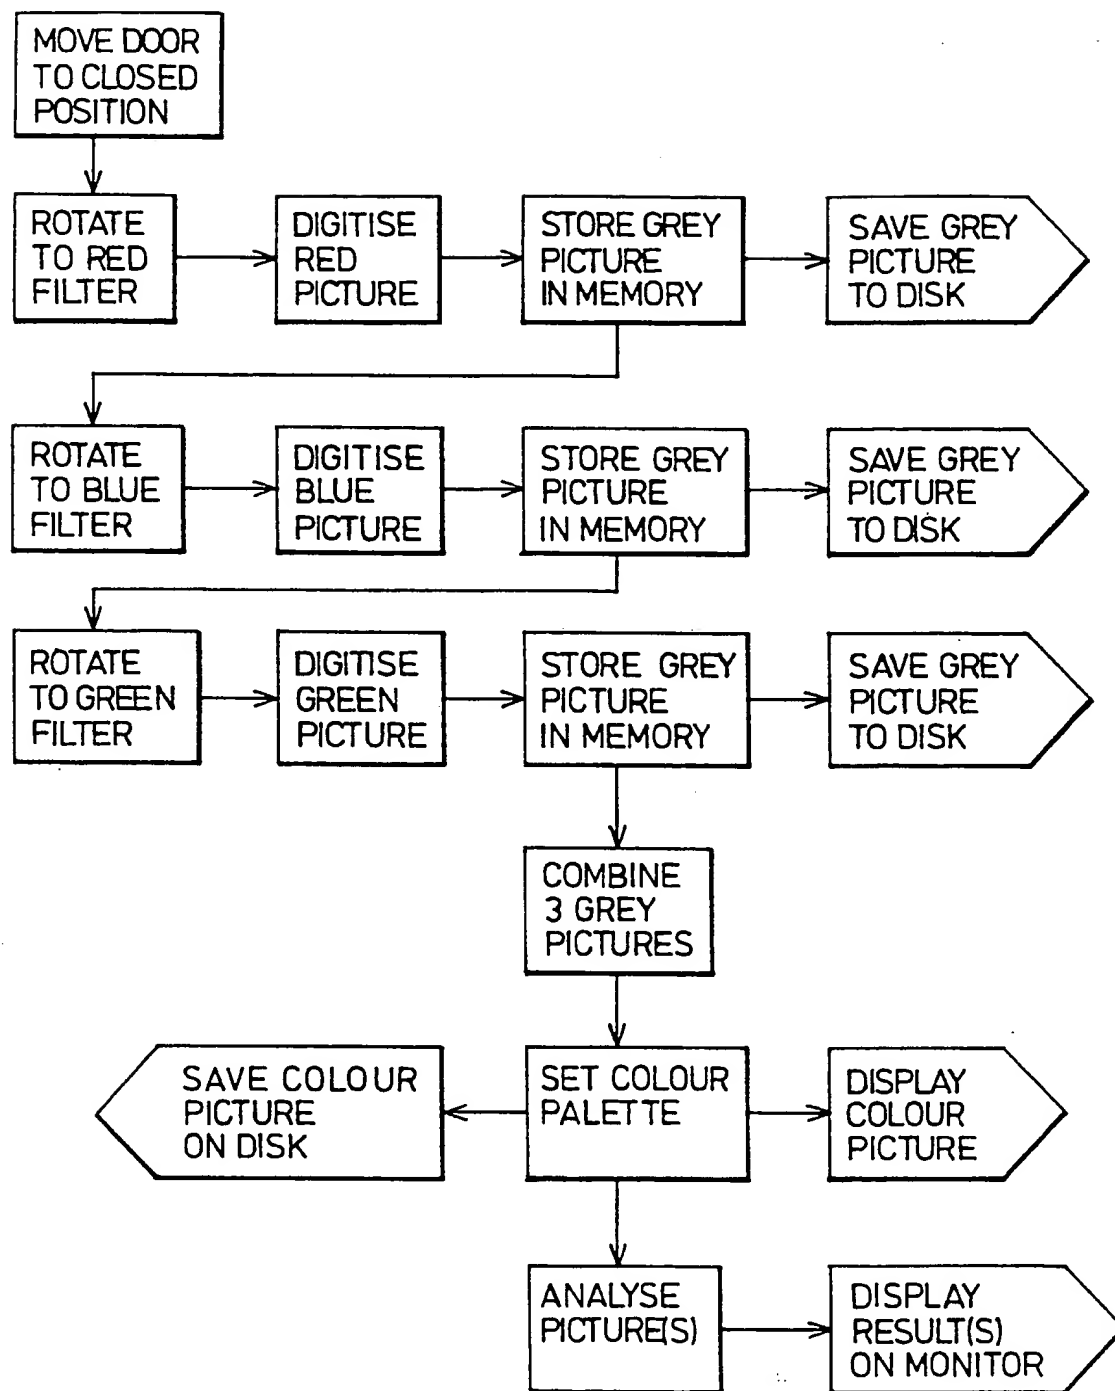 MOVE DOOR
TO CLOSED
POSITION
ROTATE
TO RED
FILTER
DIGITISE
RED
PICTURE
STORE GREY
PICTURE
IN MEMORY
SAVE GREY
PICTURE
TO DISK
ROTATE
TO BLUE
FILTER
DIGITISE
BLUE
PICTURE
STORE GREY
PICTURE
IN MEMORY
SAVE GREY
PICTURE
TO DISK
ROTATE
TO GREEN
FILTER
DIGITISE
GREEN
PICTURE
STORE GREY
PICTURE
IN MEMORY
SAVE GREY
PICTURE
TO DISK
COMBINE
3 GREY
PICTURES
SAVE COLOUR
PICTURE
ON DISK
SET COLOUR
PALETTE
DISPLAY
COLOUR
PICTURE
ANALYSE
PICTURE(S)
DISPLAY
RESULT(S)
ON MONITOR